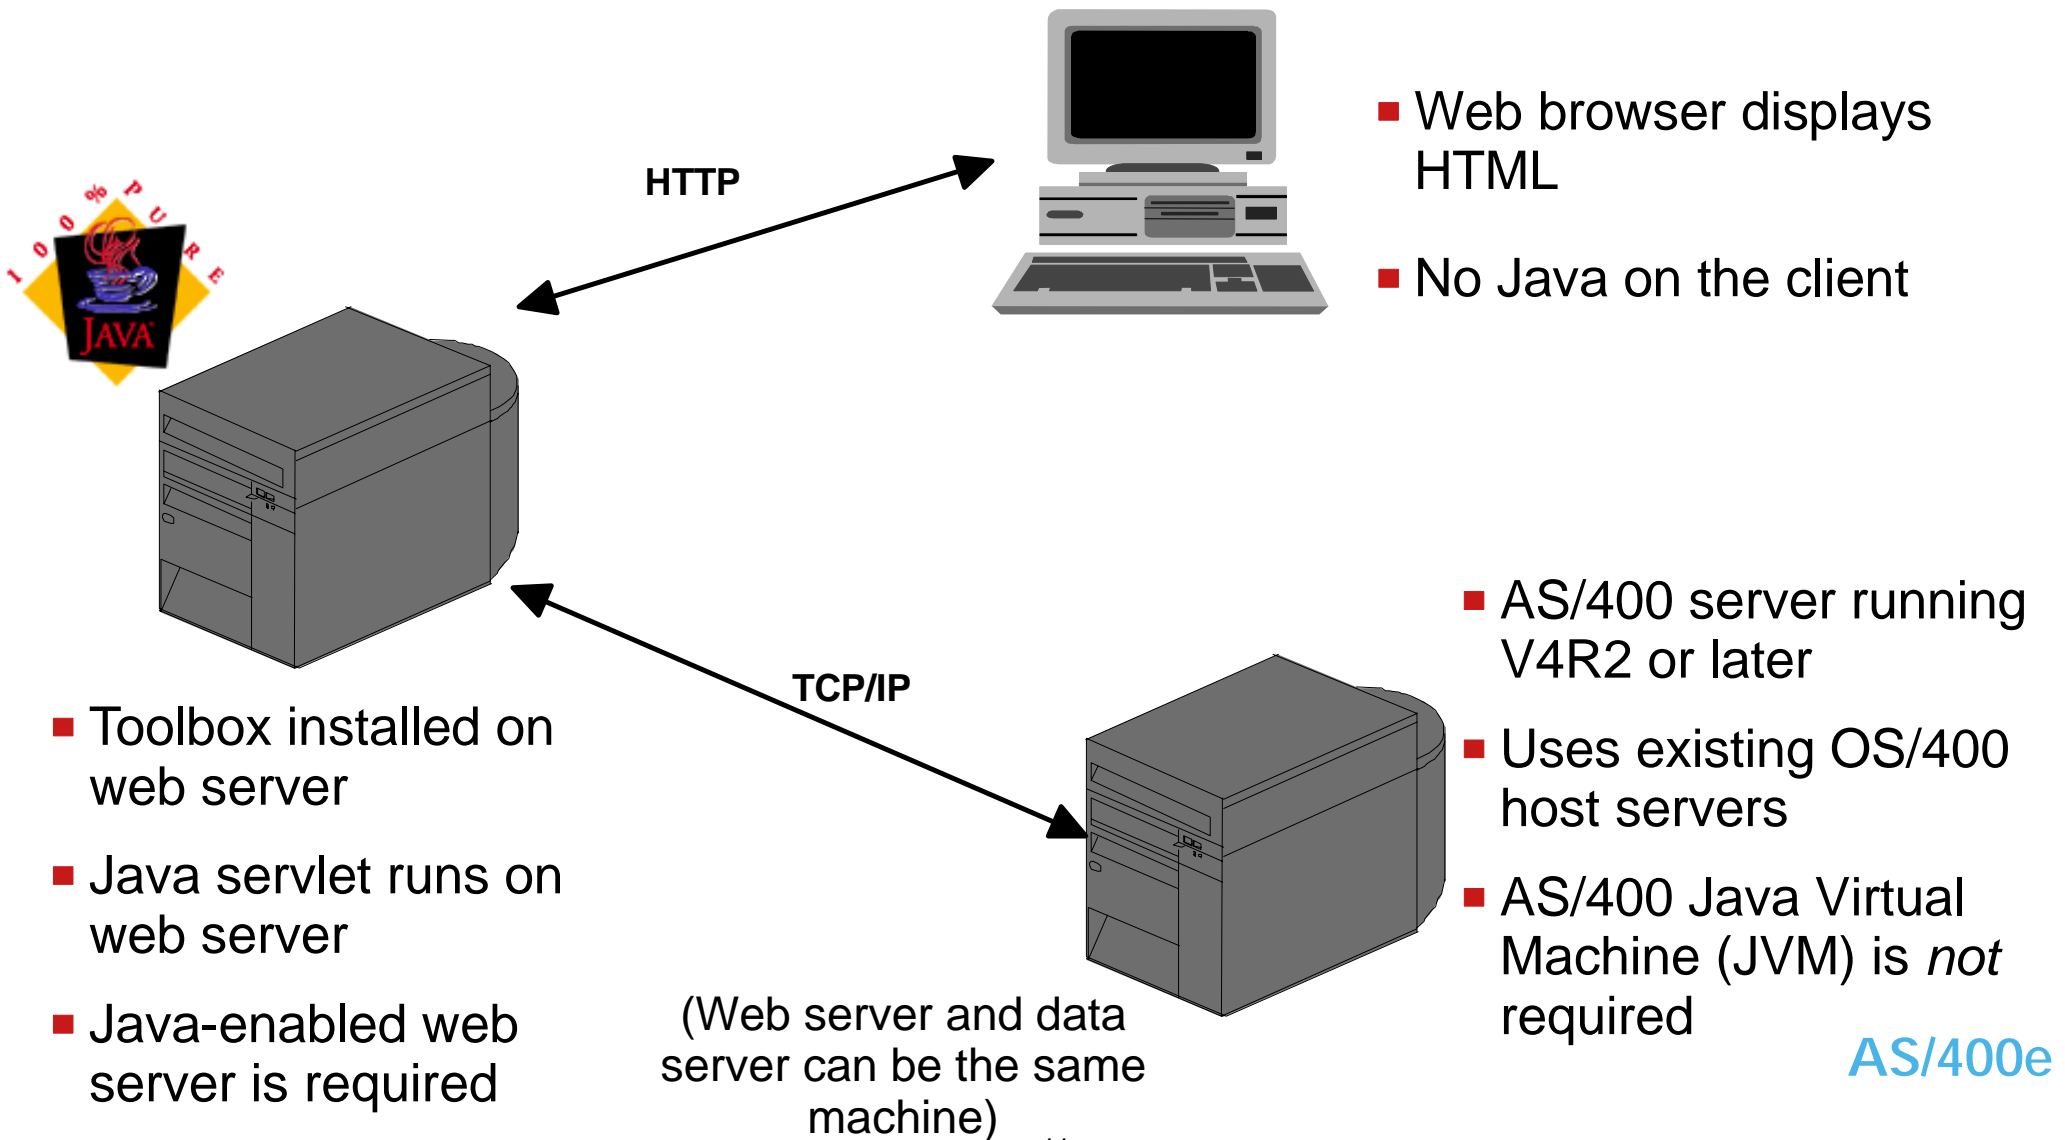 Web browser displays
HTML
No Java on the client
HTTP
100% PURE
JAVA
TCP/IP
Toolbox installed on
web server
Java servlet runs on
web server
Java-enabled web
server is required
(Web server and data
server can be the same
machine)
AS/400 server running
V4R2 or later
Uses existing OS/400
host servers
AS/400 Java Virtual
Machine (JVM) is not
required
AS/400e